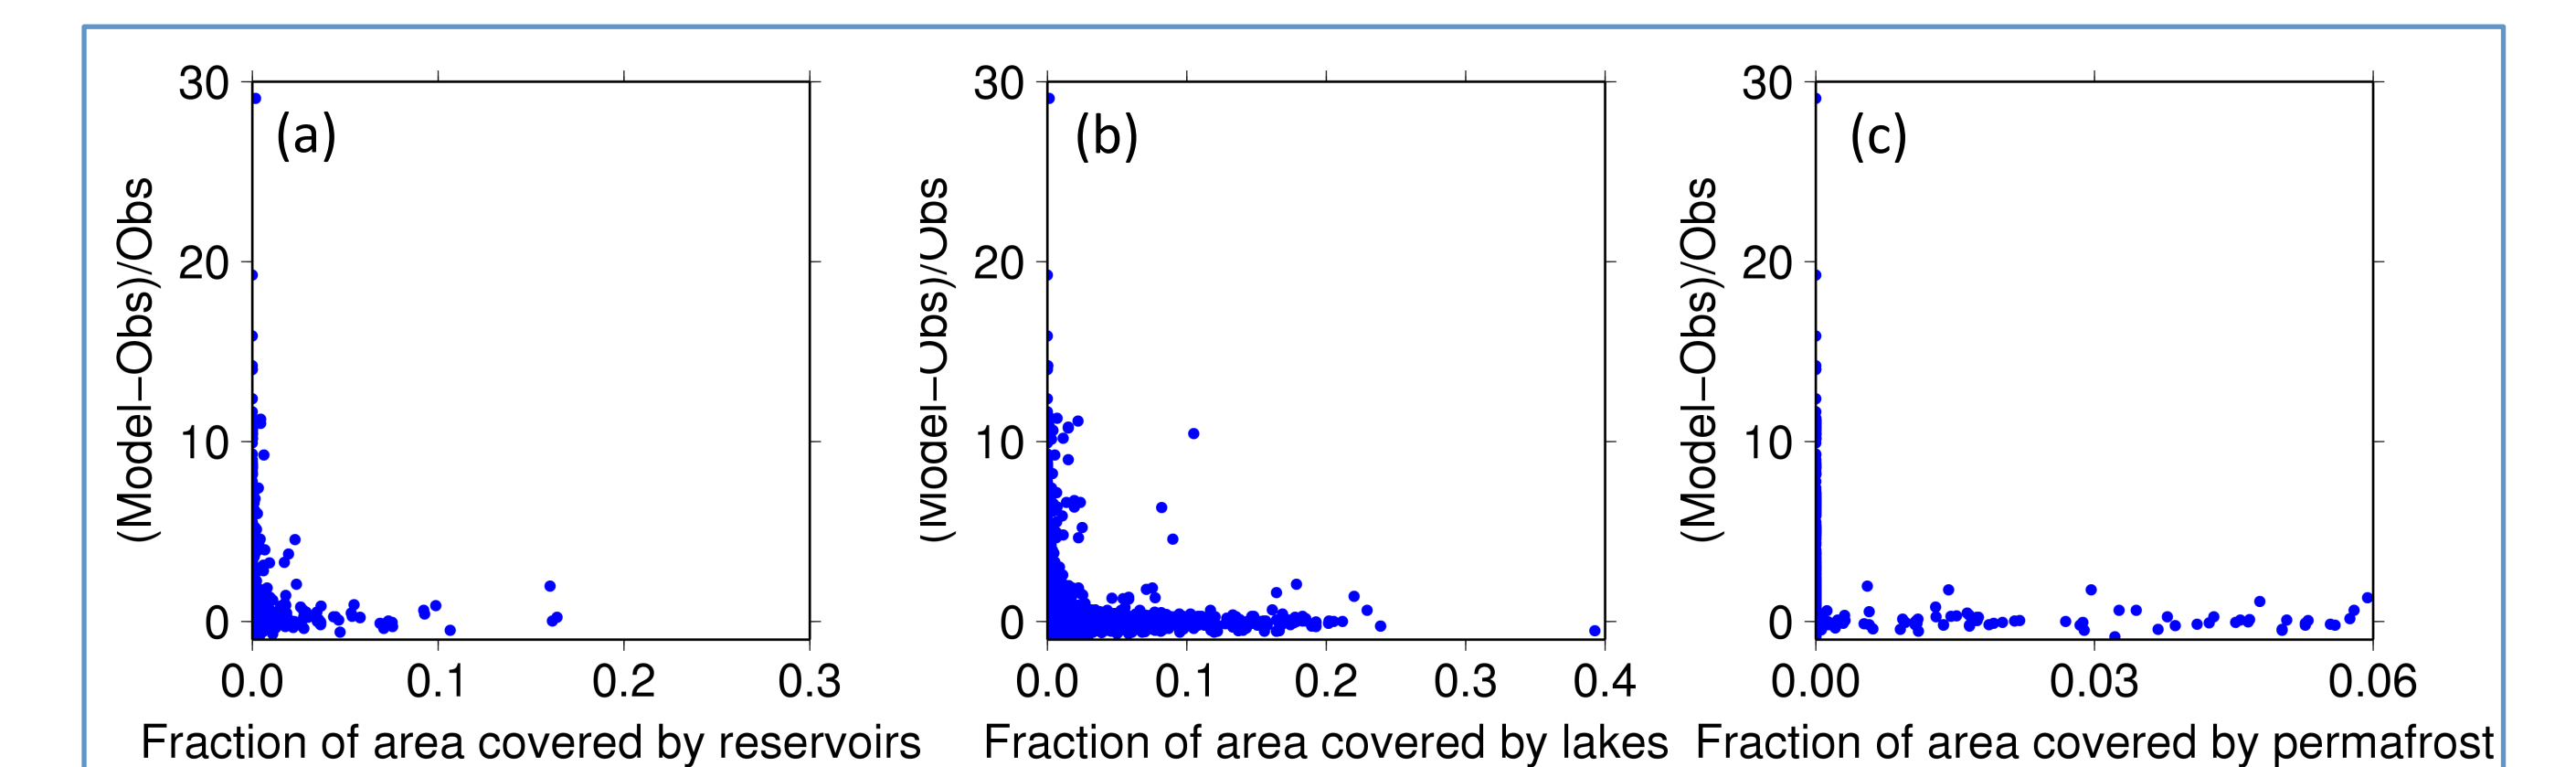 30
20
10
0
(a)
(Model−Obs)/Obs
0.0 0.1 0.2 0.3
Fraction of area covered by reservoirs
30
20
10
0
(b)
(Model−Obs)/Obs
0.0 0.1 0.2 0.3 0.4
Fraction of area covered by lakes
30
20
10
0
(c)
(Model−Obs)/Obs
0.00 0.03 0.06
Fraction of area covered by permafrost